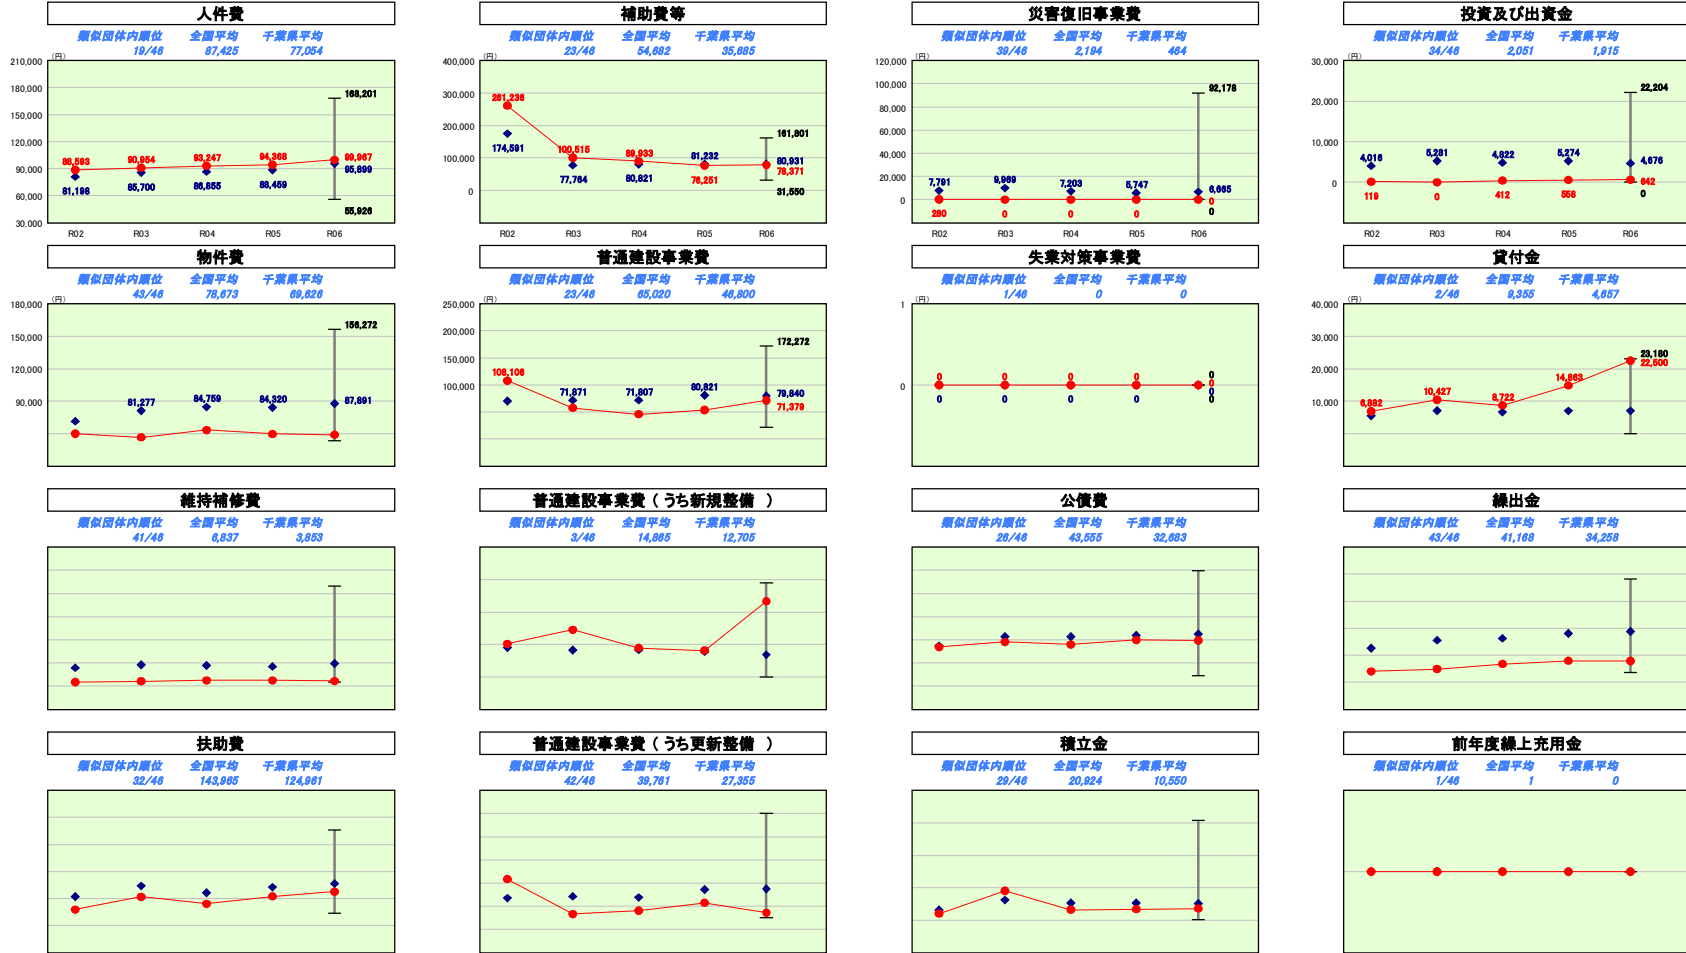 人件費
類似団体内順位 全国平均 千葉県平均
19/46 87,425 77,054
(円)
210,000
180,000
150,000
120,000
90,000
60,000
30,000
168,201
88,593 90,954 93,247 94,368 99,967
81,198 85,700 86,855 88,459 95,899
55,926
R02 R03 R04 R05 R06
補助費等
類似団体内順位 全国平均 千葉県平均
23/46 54,682 35,685
(円)
400,000
300,000
200,000
100,000
0
261,236 100,515 89,933 81,232 161,801
174,591 77,764 80,821 76,251 80,931
78,371
31,550
R02 R03 R04 R05 R06
災害復旧事業費
類似団体内順位 全国平均 千葉県平均
39/46 2,194 464
(円)
120,000
100,000
80,000
60,000
40,000
20,000
0
92,178
7,791 9,969 7,203 5,747 6,665
280 0 0 0 0
0
R02 R03 R04 R05 R06
投資及び出資金
類似団体内順位 全国平均 千葉県平均
34/46 2,051 1,915
(円)
30,000
20,000
10,000
0
22,204
4,016 5,281 4,822 5,274 4,676
119 0 412 558 642
0
R02 R03 R04 R05 R06
物件費
類似団体内順位 全国平均 千葉県平均
43/46 78,673 69,626
(円)
180,000
150,000
120,000
90,000
156,272
81,277 84,759 84,320 87,891
普通建設事業費
類似団体内順位 全国平均 千葉県平均
23/46 65,020 46,800
(円)
250,000
200,000
150,000
100,000
172,272
108,106 71,871 71,807 80,821 79,840
71,379
失業対策事業費
類似団体内順位 全国平均 千葉県平均
1/46 0 0
(円)
1
0
0
0 0 0 0 0
0 0 0 0 0
0
貸付金
類似団体内順位 全国平均 千葉県平均
2/46 9,355 4,657
(円)
40,000
30,000
20,000
10,000
23,180
6,882 10,427 8,722 14,863 22,500
維持補修費
類似団体内順位 全国平均 千葉県平均
41/46 6,837 3,853
普通建設事業費（うち新規整備　）
類似団体内順位 全国平均 千葉県平均
3/46 14,865 12,705
公債費
類似団体内順位 全国平均 千葉県平均
26/46 43,555 32,683
繰出金
類似団体内順位 全国平均 千葉県平均
43/46 41,168 34,258
扶助費
類似団体内順位 全国平均 千葉県平均
32/46 143,965 124,961
普通建設事業費（うち更新整備　）
類似団体内順位 全国平均 千葉県平均
42/46 39,761 27,355
積立金
類似団体内順位 全国平均 千葉県平均
29/46 20,924 10,550
前年度繰上充用金
類似団体内順位 全国平均 千葉県平均
1/46 1 0